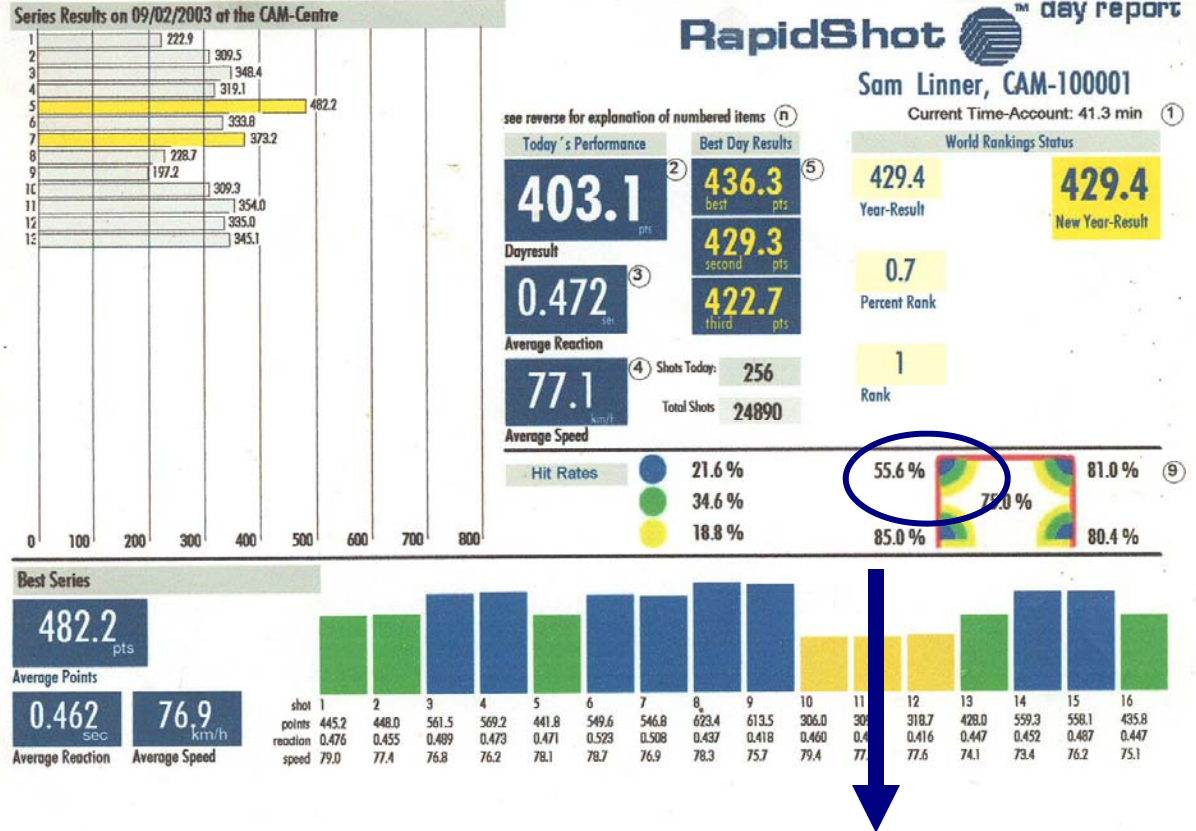 Series Results on 09/02/2003 at the CAM-Centre
1 222.9
2 309.5
3 348.4
4 319.1
5 482.2
6 333.8
7 373.2
8 228.7
9 197.2
309.3
11 354.0
12 335.0
345.1
0 100 200 300 400 500 600 700 800
RapidShot ™ day report
Sam Linner, CAM-100001
Current Time-Account: 41.3 min 1
see reverse for explanation of numbered items n
Today´s Performance
403.1 pts 2
Dayresult
0.472 sec 3
Average Reaction
77.1 km/h 4
Average Speed
Best Day Results
436.3 5
best pts
429.3
second pts
422.7
third pts
Shots Today: 256
Total Shots 24890
World Rankings Status
429.4
Year-Result
429.4
New Year-Result
0.7
Percent Rank
1
Rank
Hit Rates
21.6 %
34.6 %
18.8 %
55.6 % 81.0 % 9
%
85.0 % 80.4 %
Best Series
482.2 pts
Average Points
0.462 sec
Average Reaction
76.9 km/h
Average Speed
shot 1 2 3 4 5 6 7 8 9 10 11 12 13 14 15 16
points 445.2 448.0 561.5 569.2 441.8 549.6 546.8 623.4 613.5 306.0 318.7 428.0 559.3 558.1 435.8
reaction 0.476 0.455 0.489 0.473 0.471 0.523 0.508 0.437 0.418 0.460 0.416 0.447 0.452 0.487 0.447
speed 79.0 77.4 76.8 76.2 78.1 78.7 76.9 78.3 75.7 79.4 77.6 74.1 73.4 76.2 75.1